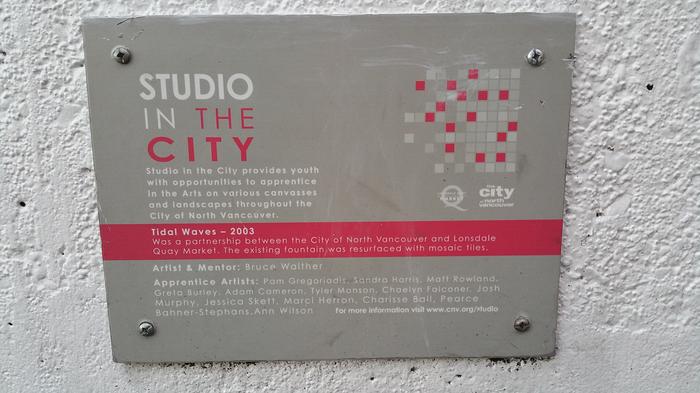 STUDIO
IN THE
CITY
Studio in the City provides youth
with opportunities to apprentice
in the Arts on various canvasses
and landscapes throughout the
City of North Vancouver.
Tidal Waves – 2003
Was a partnership between the City of North Vancouver and Lonsdale
Quay Market. The existing fountain was resurfaced with mosaic tiles.
Artist & Mentor: Bruce Walther
Apprentice Artists: Pam Gregoriadis, Sandra Harris, Matt Rowland,
Greta Burley, Adam Cameron, Tyler Monson, Chaelyn Falconer, Josh
Murphy, Jessica Skett, Marci Herron, Charisse Ball, Pearce
Bahner-Stephans,Ann Wilson
For more information visit www.cnv.org/studio
Q
MARKET
the
city
of north
vancouver